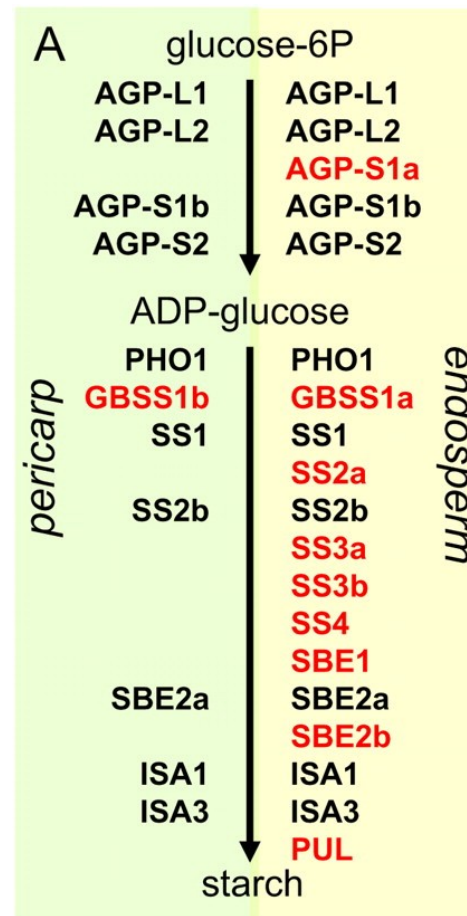 A
glucose-6P
AGP-L1 AGP-L1
AGP-L2 AGP-L2
AGP-S1a
AGP-S1b AGP-S1b
AGP-S2 AGP-S2
ADP-glucose
PHO1 PHO1
GBSS1b GBSS1a
SS1 SS1
SS2a
SS2b SS2b
SS3a
SS3b
SS4
SBE1
SBE2a SBE2a
SBE2b
ISA1 ISA1
ISA3 ISA3
PUL
starch
pericarp
endosperm